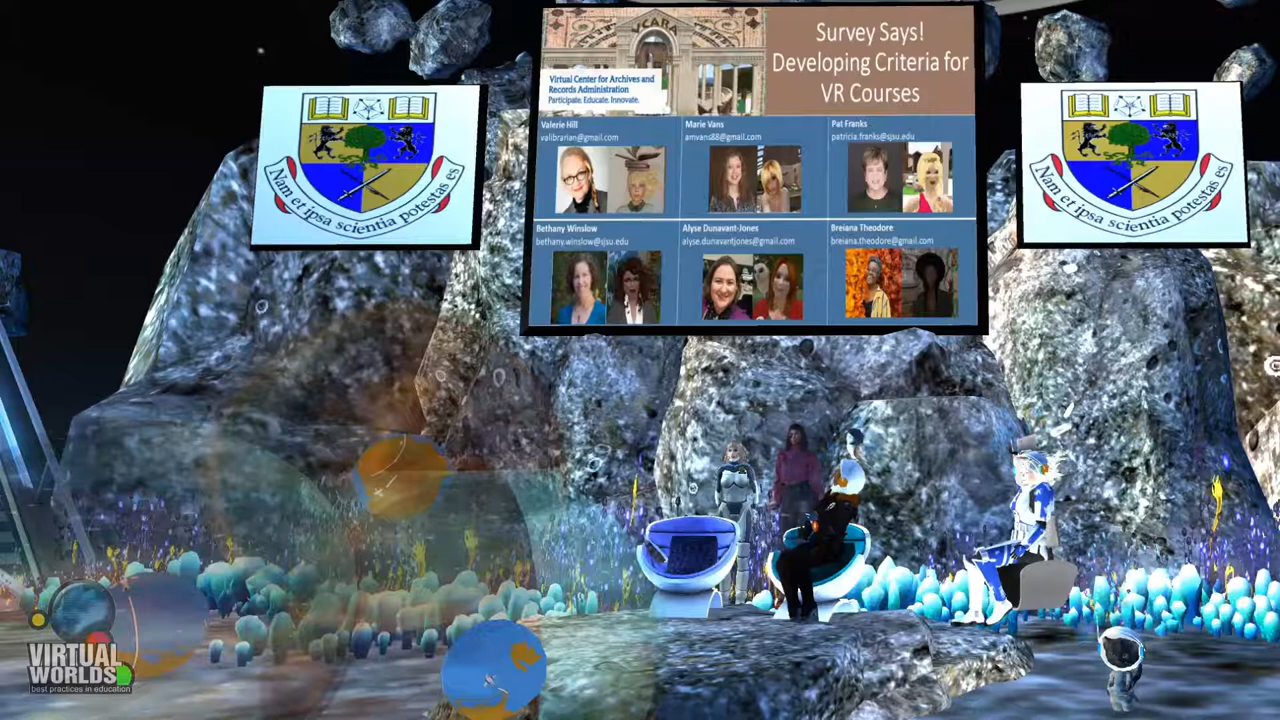 VCARA
Virtual Center for Archives and
Records Administration
Participate. Educate. Innovate.
Survey Says!
Developing Criteria for
VR Courses
Valerie Hill
valibrarian@gmail.com
Marie Vans
amvans88@gmail.com
Pat Franks
patricia.franks@sjsu.edu
Bethany Winslow
bethany.winslow@sjsu.edu
Alyse Dunavant-Jones
alyse.dunavantjones@gmail.com
Breiana Theodore
breiana.theodore@gmail.com
Nam et ipsa scientia potestas es
Nam et ipsa scientia potestas es
VIRTUAL
WORLDS
best practices in education